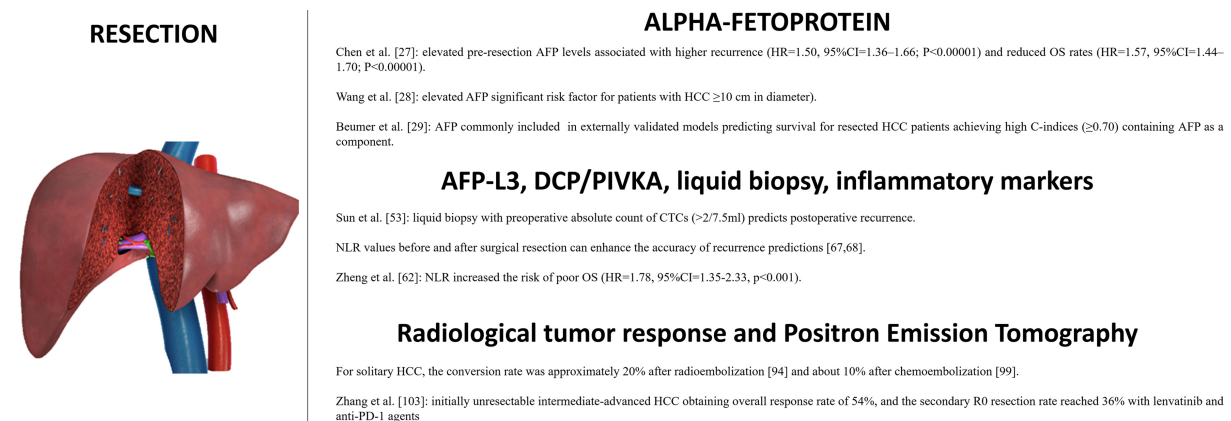 RESECTION
ALPHA-FETOPROTEIN
Chen et al. [27]: elevated pre-resection AFP levels associated with higher recurrence (HR=1.50, 95%CI=1.36–1.66; P<0.00001) and reduced OS rates (HR=1.57, 95%CI=1.44–
1.70; P<0.00001).
Wang et al. [28]: elevated AFP significant risk factor for patients with HCC ≥10 cm in diameter).
Beumer et al. [29]: AFP commonly included in externally validated models predicting survival for resected HCC patients achieving high C-indices (≥0.70) containing AFP as a
component.
AFP-L3, DCP/PIVKA, liquid biopsy, inflammatory markers
Sun et al. [53]: liquid biopsy with preoperative absolute count of CTCs (>2/7.5ml) predicts postoperative recurrence.
NLR values before and after surgical resection can enhance the accuracy of recurrence predictions [67,68].
Zheng et al. [62]: NLR increased the risk of poor OS (HR=1.78, 95%CI=1.35-2.33, p<0.001).
Radiological tumor response and Positron Emission Tomography
For solitary HCC, the conversion rate was approximately 20% after radioembolization [94] and about 10% after chemoembolization [99].
Zhang et al. [103]: initially unresectable intermediate-advanced HCC obtaining overall response rate of 54%, and the secondary R0 resection rate reached 36% with lenvatinib and
anti-PD-1 agents